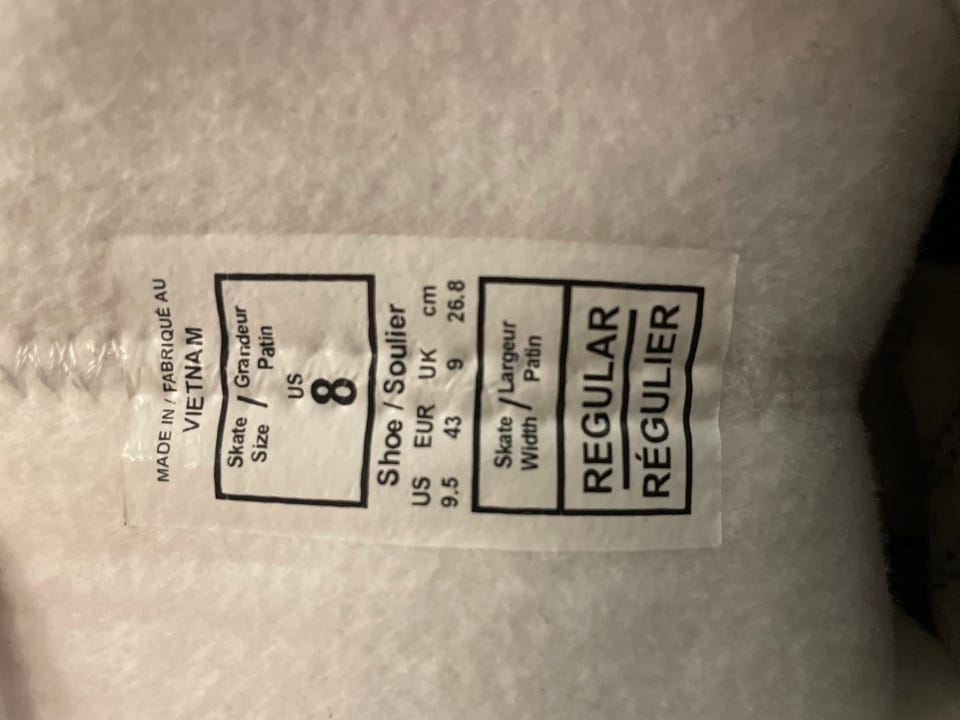 MADE IN / FABRIQUÉ AU
VIETNAM
Skate / Grandeur
Size Patin
US
8
Shoe / Soulier
US EUR UK cm
9.5 43 9 26.8
Skate / Largeur
Width Patin
REGULAR
RÉGULIER